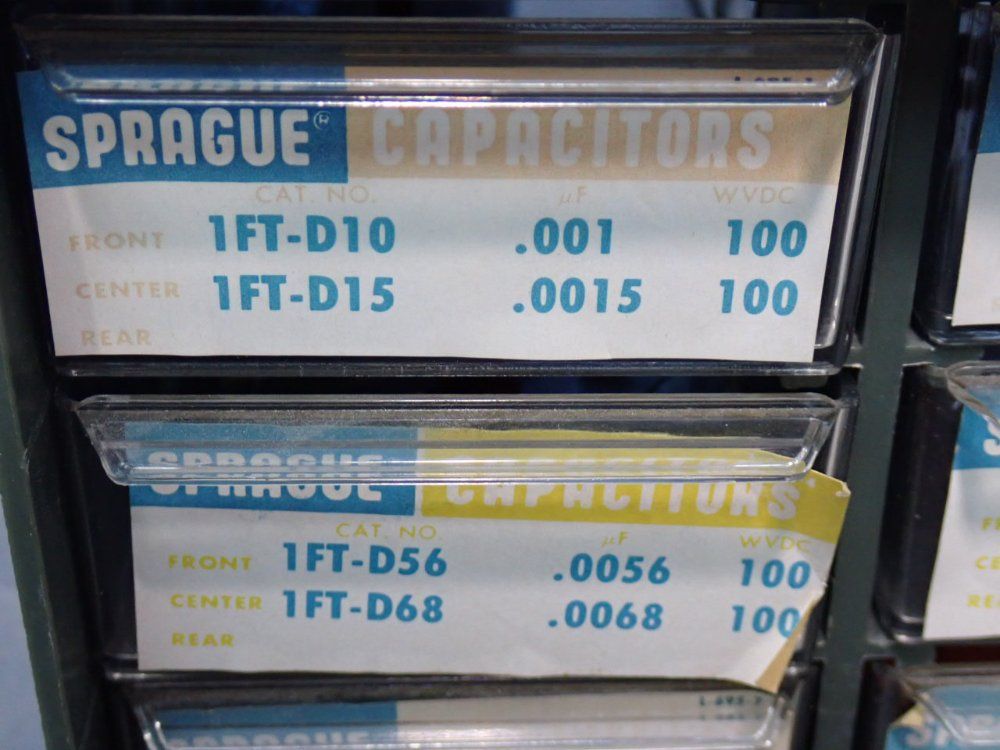 SPRAGUE® CAPACITORS
CAT. NO. µF WVDC
FRONT 1FT-D10 .001 100
CENTER 1FT-D15 .0015 100
REAR
SPRAGUE CAPACITORS
CAT. NO. µF WVDC
FRONT 1FT-D56 .0056 100
CENTER 1FT-D68 .0068 100
REAR